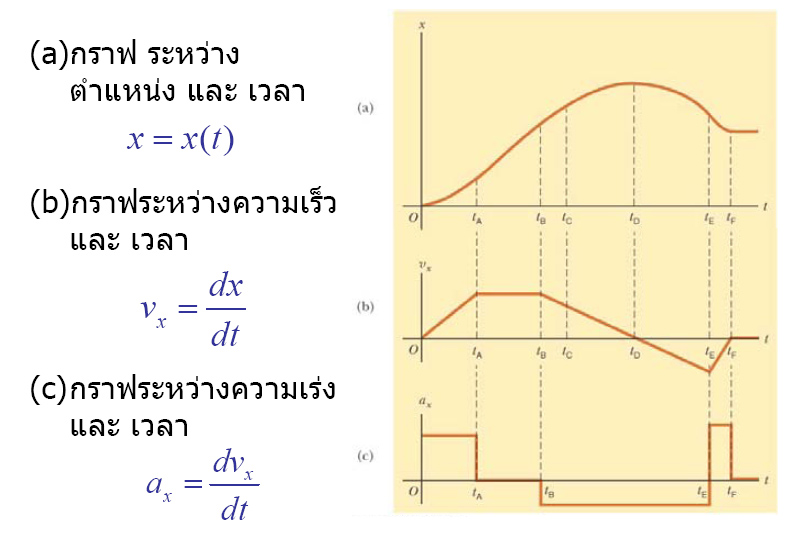 (a)กราฟ ระหว่าง
ตำแหน่ง และ เวลา
x = x(t)
(b)กราฟระหว่างความเร็ว
และ เวลา
v_x = dx/dt
(c)กราฟระหว่างความเร่ง
และ เวลา
a_x = dv_x/dt
x
(a)
O t_A t_B t_C t_D t_E t_F t
v_x
(b)
O t_A t_B t_C t_D t_E t_F t
a_x
(c)
O t_A t_B t_E t_F t